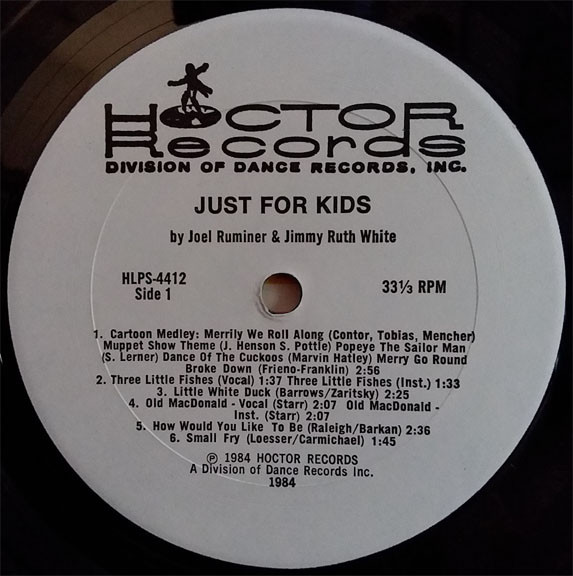 HOCTOR
Records
DIVISION OF DANCE RECORDS, INC.
JUST FOR KIDS
by Joel Ruminer & Jimmy Ruth White
HLPS-4412
Side 1
33⅓ RPM
1. Cartoon Medley: Merrily We Roll Along (Contor, Tobias, Mencher)
Muppet Show Theme (J. Henson S. Pottle) Popeye The Sailor Man
(S. Lerner) Dance Of The Cuckoos (Marvin Hatley) Merry Go Round
Broke Down (Frieno-Franklin) 2:56
2. Three Little Fishes (Vocal) 1:37 Three Little Fishes (Inst.) 1:33
3. Little White Duck (Barrows/Zaritsky) 2:25
4. Old MacDonald - Vocal (Starr) 2:07 Old MacDonald -
Inst. (Starr) 2:07
5. How Would You Like To Be (Raleigh/Barkan) 2:36
6. Small Fry (Loesser/Carmichael) 1:45
℗ 1984 HOCTOR RECORDS
A Division of Dance Records Inc.
1984